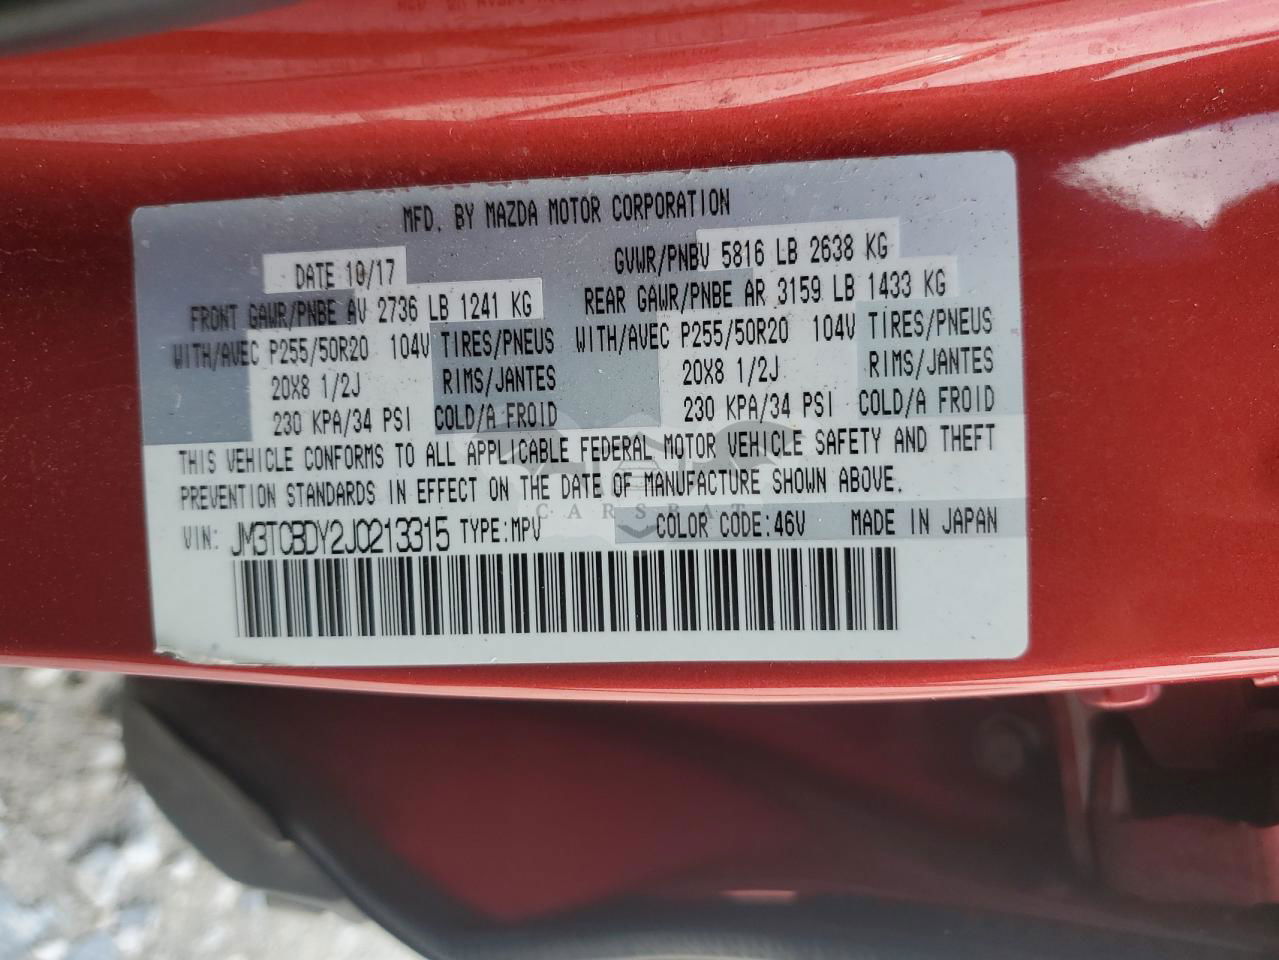 MFD. BY MAZDA MOTOR CORPORATION
DATE 10/17 GVWR/PNBV 5816 LB 2638 KG
FRONT GAWR/PNBE AV 2736 LB 1241 KG REAR GAWR/PNBE AR 3159 LB 1433 KG
WITH/AVEC P255/50R20 104V TIRES/PNEUS WITH/AVEC P255/50R20 104V TIRES/PNEUS
20X8 1/2J RIMS/JANTES 20X8 1/2J RIMS/JANTES
230 KPA/34 PSI COLD/A FROID 230 KPA/34 PSI COLD/A FROID
THIS VEHICLE CONFORMS TO ALL APPLICABLE FEDERAL MOTOR VEHICLE SAFETY AND THEFT
PREVENTION STANDARDS IN EFFECT ON THE DATE OF MANUFACTURE SHOWN ABOVE.
CARSBAT
VIN: JM3TCBDY2J0213315 TYPE:MPV COLOR CODE:46V MADE IN JAPAN